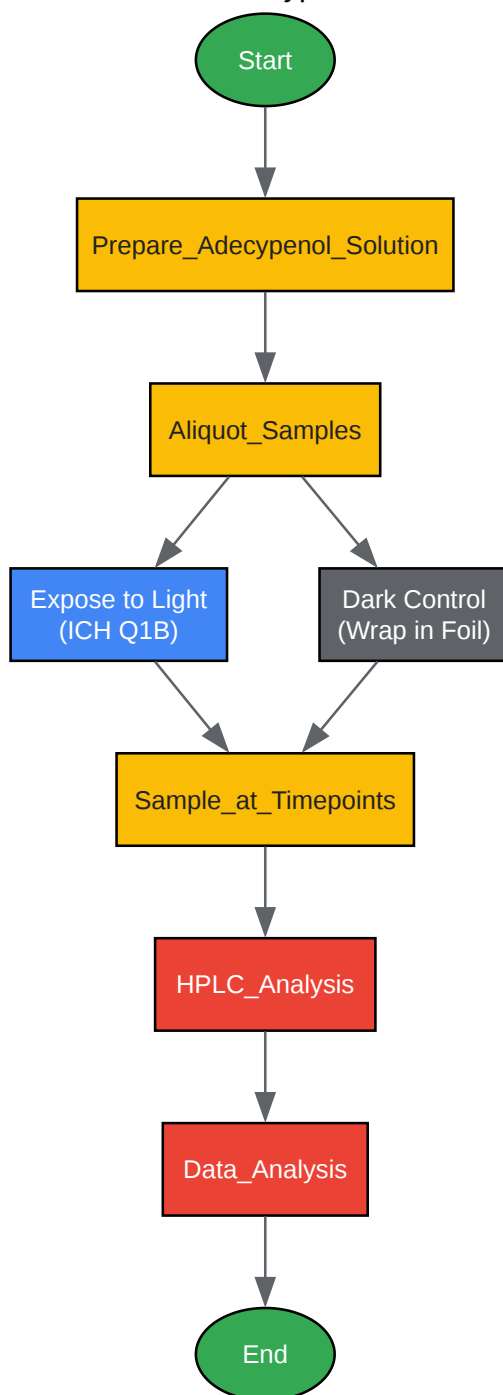 Start
Prepare_Adecypenol_Solution
Aliquot_Samples
Expose to Light
(ICH Q1B)
Dark Control
(Wrap in Foil)
Sample_at_Timepoints
HPLC_Analysis
Data_Analysis
End